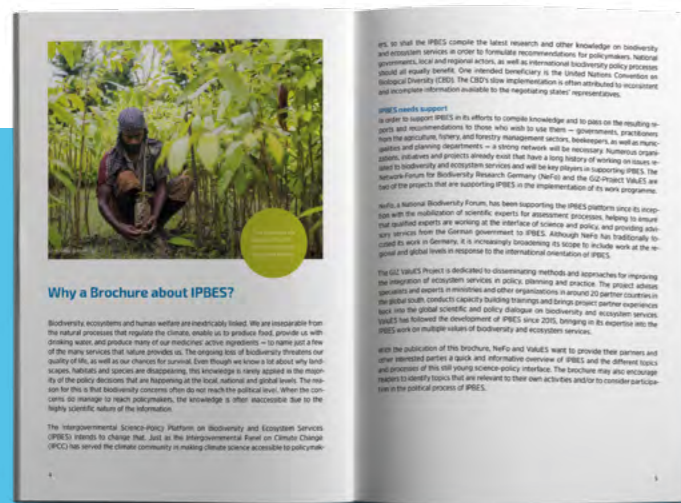 Why a Brochure about IPBES?
Biodiversity, ecosystems and human welfare are inextricably linked. We are inseparable from
the natural processes that regulate the climate, enable us to produce food, provide us with
drinking water, and produce many of our medicines' active ingredients — to name just a few
of the many services that nature provides us. The ongoing loss of biodiversity threatens our
quality of life, as well as our chances for survival. Even though we know a lot about why land-
scapes, habitats and species are disappearing, this knowledge is rarely applied in the major-
ity of the policy decisions that are happening at the local, national and global levels. The rea-
son for this is that biodiversity concerns often do not reach the political level. When the con-
cerns do manage to reach policymakers, the knowledge is often inaccessible due to the
highly scientific nature of the information.
The Intergovernmental Science-Policy Platform on Biodiversity and Ecosystem Services
(IPBES) intends to change that. Just as the Intergovernmental Panel on Climate Change
(IPCC) has served the climate community in making climate science accessible to policymak-
4
ers, so shall the IPBES compile the latest research and other knowledge on biodiversity
and ecosystem services in order to formulate recommendations for policymakers. National
governments, local and regional actors, as well as international biodiversity policy processes
should all equally benefit. One intended beneficiary is the United Nations Convention on
Biological Diversity (CBD). The CBD's slow implementation is often attributed to inconsistent
and incomplete information available to the negotiating states' representatives.
IPBES needs support
In order to support IPBES in its efforts to compile knowledge and to pass on the resulting re-
ports and recommendations to those who wish to use them — governments, practitioners
from the agriculture, fishery, and forestry management sectors, beekeepers, as well as munic-
ipalities and planning departments — a strong network will be necessary. Numerous organi-
zations, initiatives and projects already exist that have a long history of working on issues re-
lated to biodiversity and ecosystem services and will be key players in supporting IPBES. The
Network-Forum for Biodiversity Research Germany (NeFo) and the GIZ-Project ValuES are
two of the projects that are supporting IPBES in the implementation of its work programme.
NeFo, a National Biodiversity Forum, has been supporting the IPBES platform since its incep-
tion with the mobilization of scientific experts for assessment processes, helping to ensure
that qualified experts are working at the interface of science and policy, and providing advi-
sory services from the German government to IPBES. Although NeFo has traditionally fo-
cused its work in Germany, it is increasingly broadening its scope to include work at the re-
gional and global levels in response to the international orientation of IPBES.
The GIZ ValuES Project is dedicated to disseminating methods and approaches for improving
the integration of ecosystem services in policy, planning and practice. The project advises
specialists and experts in ministries and other organizations in around 20 partner countries in
the global south, conducts capacity building trainings and brings project partner experiences
back into the global scientific and policy dialogue on biodiversity and ecosystem services.
ValuES has followed the development of IPBES since 2015, bringing in its expertise into the
IPBES work on multiple values of biodiversity and ecosystem services.
With the publication of this brochure, NeFo and ValuES want to provide their partners and
other interested parties a quick and informative overview of IPBES and the different topics
and processes of this still young science-policy interface. The brochure may also encourage
readers to identify topics that are relevant to their own activities and/or to consider participa-
tion in the political process of IPBES.
5